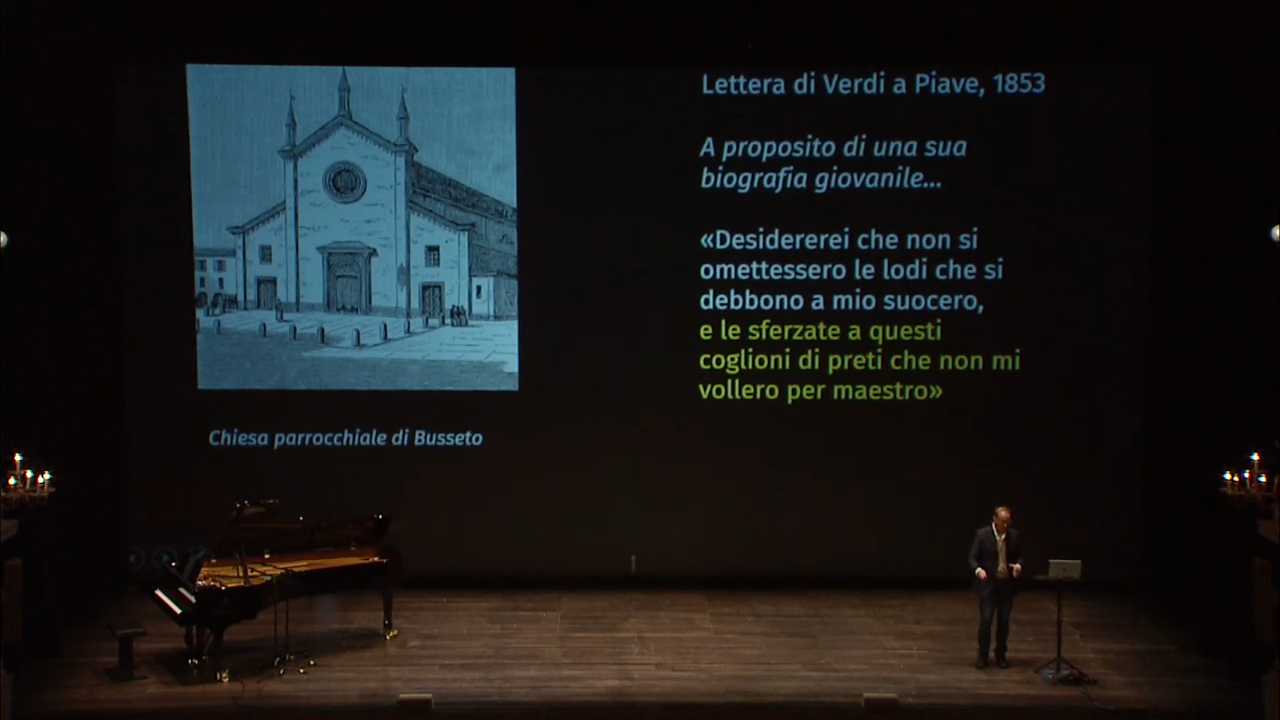 Lettera di Verdi a Piave, 1853
A proposito di una sua
biografia giovanile...
«Desidererei che non si
omettessero le lodi che si
debbono a mio suocero,
e le sferzate a questi
coglioni di preti che non mi
vollero per maestro»
Chiesa parrocchiale di Busseto